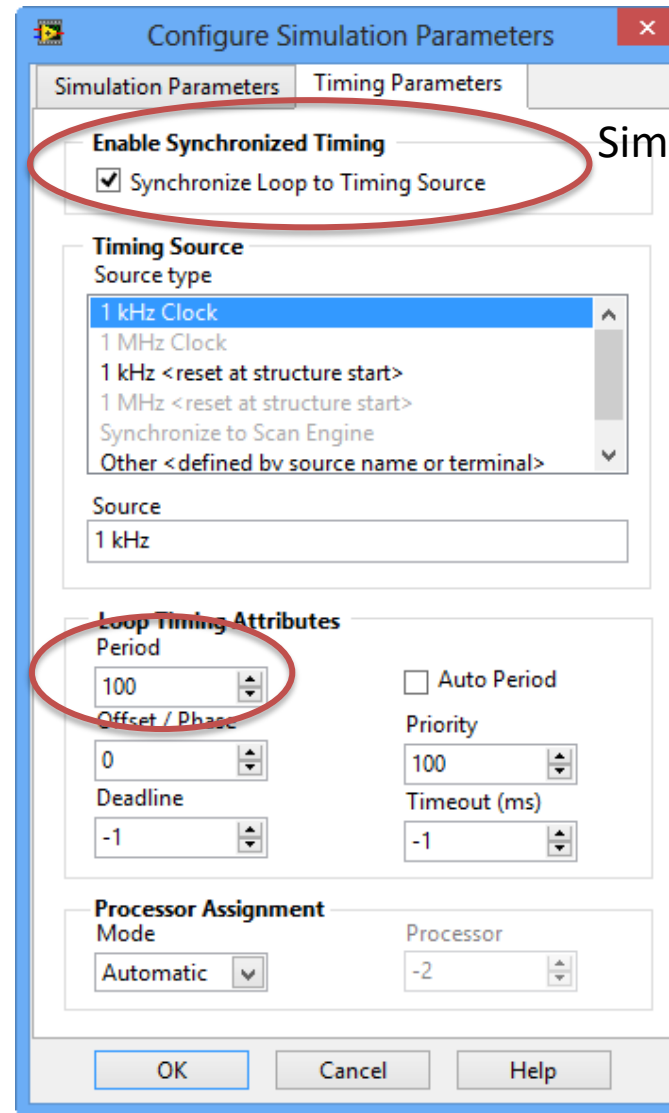 Configure Simulation Parameters
Simulation Parameters Timing Parameters
Enable Synchronized Timing
Sim
Synchronize Loop to Timing Source
Timing Source
Source type
1 kHz Clock
1 MHz Clock
1 kHz <reset at structure start>
1 MHz <reset at structure start>
Synchronize to Scan Engine
Other <defined by source name or terminal>
Source
1 kHz
Loop Timing Attributes
Period
100
Auto Period
Offset / Phase
Priority
0
100
Deadline
Timeout (ms)
-1
-1
Processor Assignment
Mode
Processor
Automatic
-2
OK Cancel Help